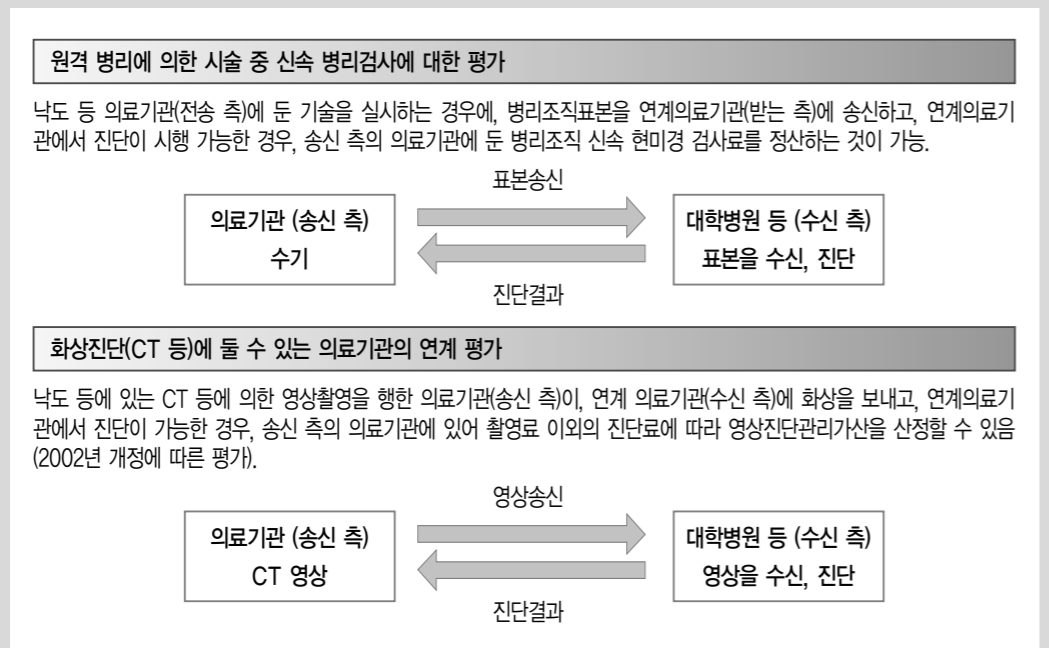 원격 병리에 의한 시술 중 신속 병리검사에 대한 평가
낙도 등 의료기관(전송 측)에 둔 기술을 실시하는 경우에, 병리조직표본을 연계의료기관(받는 측)에 송신하고, 연계의료기
관에서 진단이 시행 가능한 경우, 송신 측의 의료기관에 둔 병리조직 신속 현미경 검사료를 정산하는 것이 가능.
표본송신
의료기관 (송신 측)
수기
대학병원 등 (수신 측)
표본을 수신, 진단
진단결과
화상진단(CT 등)에 둘 수 있는 의료기관의 연계 평가
낙도 등에 있는 CT 등에 의한 영상촬영을 행한 의료기관(송신 측)이, 연계 의료기관(수신 측)에 화상을 보내고, 연계의료기
관에서 진단이 가능한 경우, 송신 측의 의료기관에 있어 촬영료 이외의 진단료에 따라 영상진단관리가산을 산정할 수 있음
(2002년 개정에 따른 평가).
영상송신
의료기관 (송신 측)
CT 영상
대학병원 등 (수신 측)
영상을 수신, 진단
진단결과